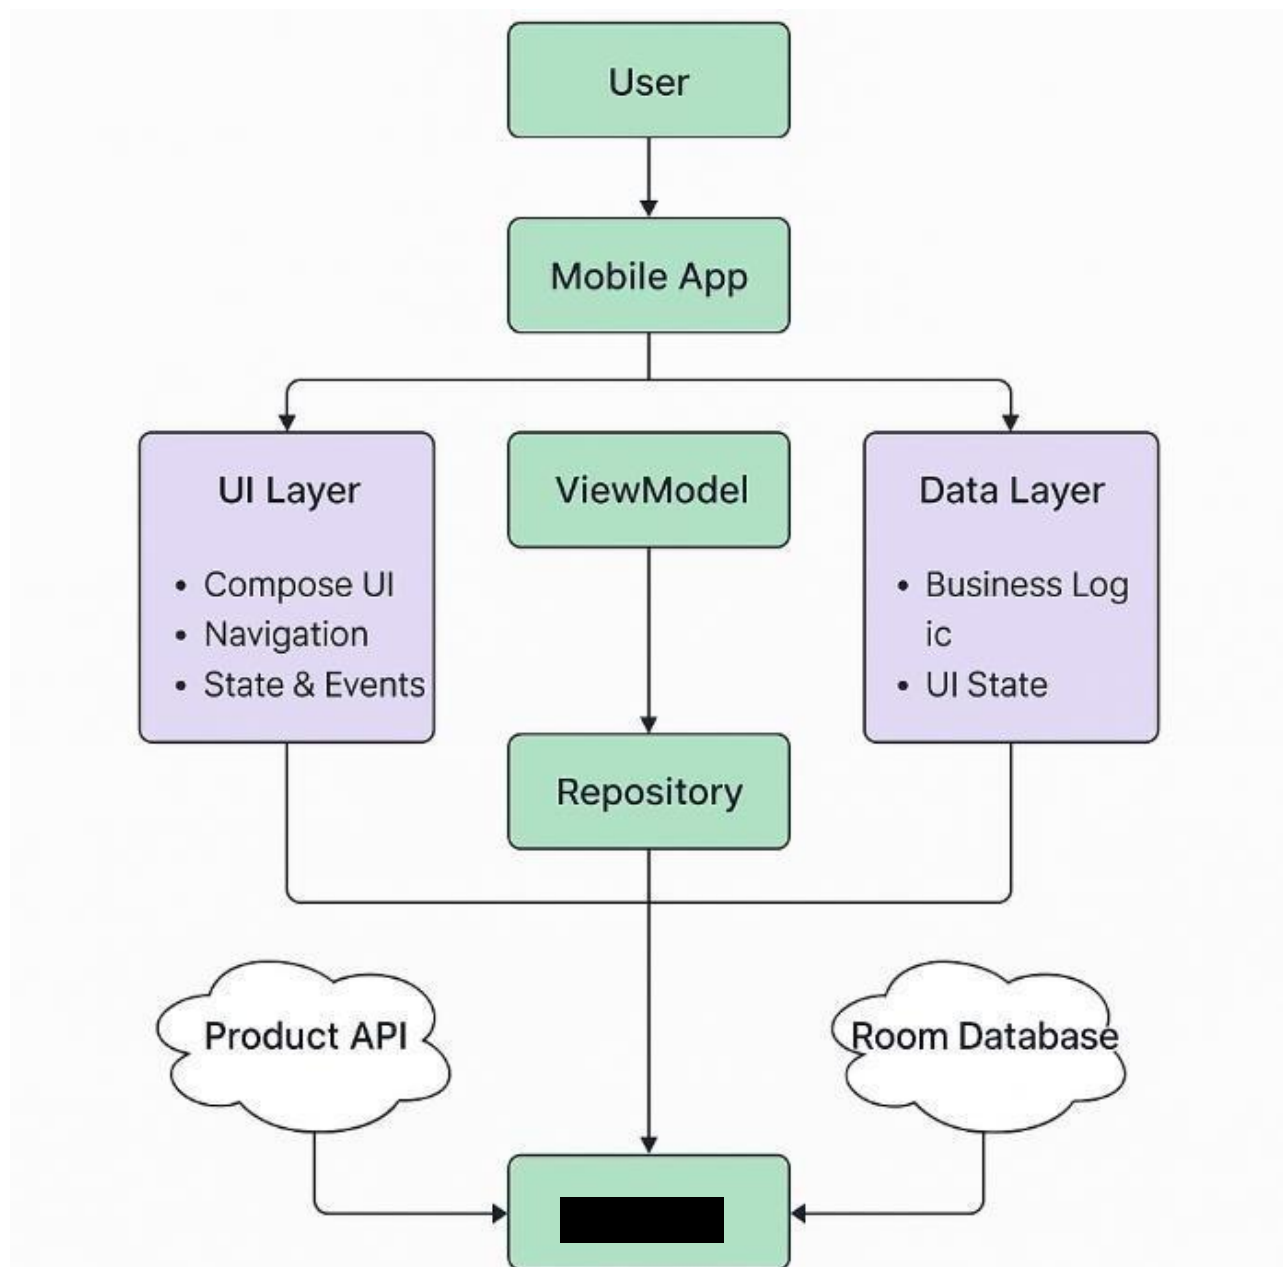 User
Mobile App
UI Layer
• Compose UI
• Navigation
• State & Events
ViewModel
Data Layer
• Business Log
ic
• UI State
Repository
Product API
Room Database